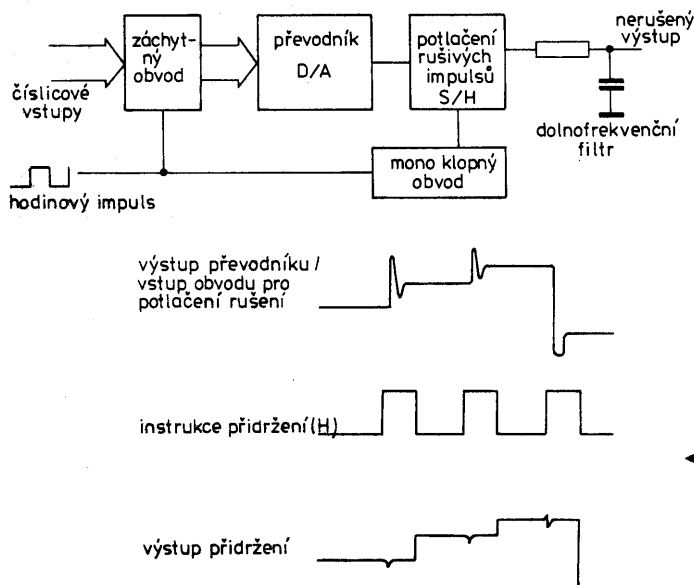 záchyt-
ný
obvod
převodník
D/A
potlačení
rušivých
impulsů
S/H
nerušený
výstup
číslicové
vstupy
dolnofrekvenční
filtr
mono klopný
obvod
hodinový impuls
výstup převodníku /
vstup obvodu pro
potlačení rušení
instrukce přidržení (H)
výstup přidržení